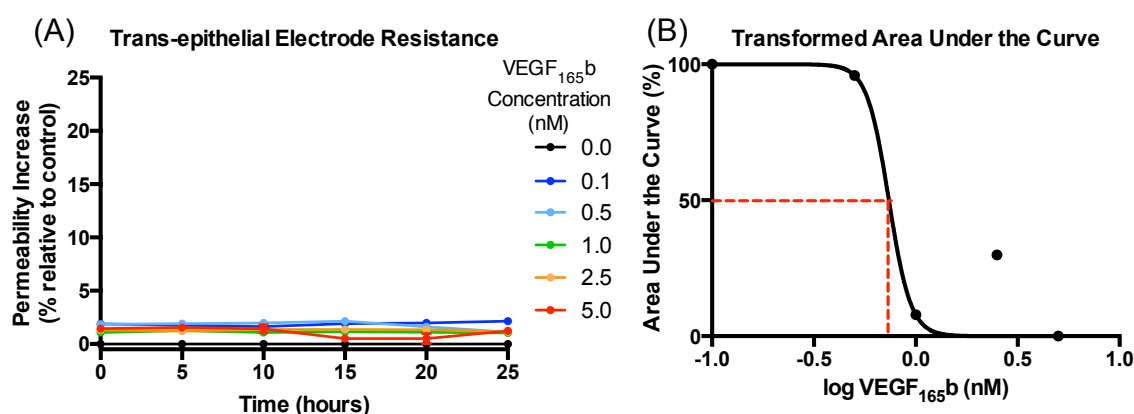 (A)
Trans-epithelial Electrode Resistance
Permeability Increase
(% relative to control)
25
20
15
10
5
0
0 5 10 15 20 25
Time (hours)
VEGF₁₆₅b
Concentration
(nM)
0.0
0.1
0.5
1.0
2.5
5.0
(B)
Transformed Area Under the Curve
Area Under the Curve (%)
100
50
0
-1.0 -0.5 0.0 0.5 1.0
log VEGF₁₆₅b (nM)